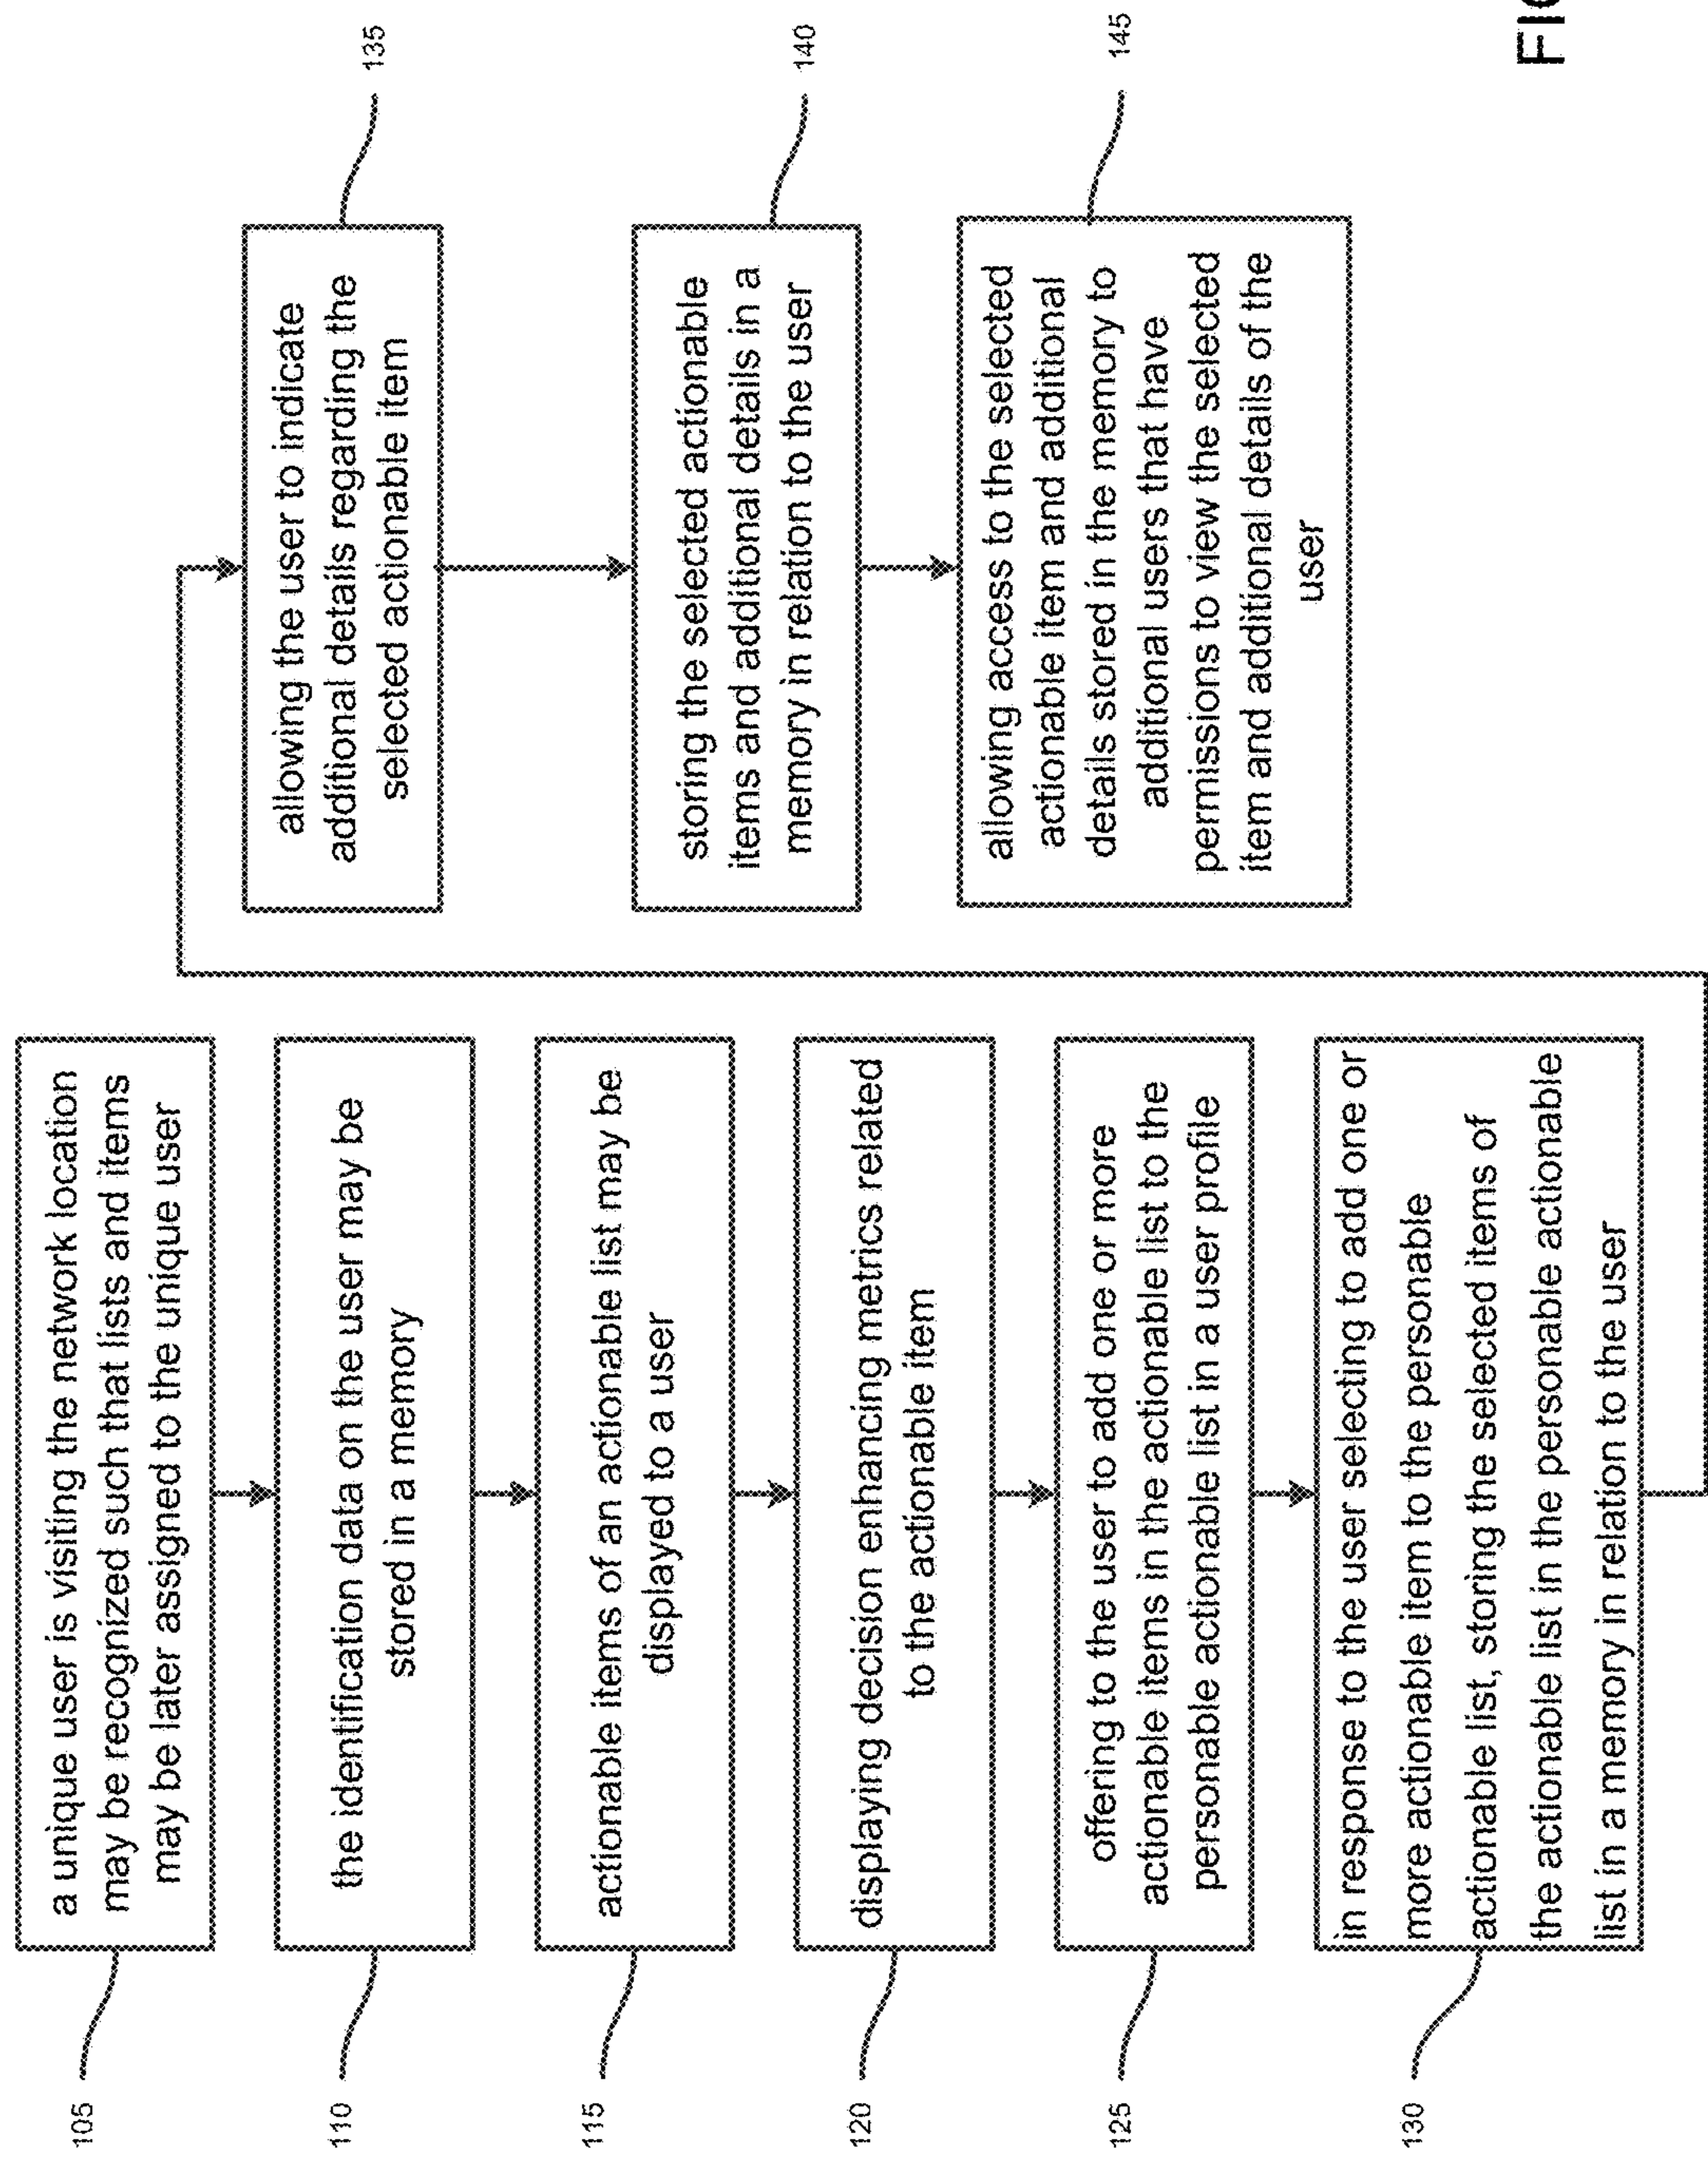 105
a unique user is visiting the network location
may be recognized such that lists and items
may be later assigned to the unique user
110
the identification data on the user may be
stored in a memory
115
actionable items of an actionable list may be
displayed to a user
120
displaying decision enhancing metrics related
to the actionable item
125
offering to the user to add one or more
actionable items in the actionable list to the
personable actionable list in a user profile
130
in response to the user selecting to add one or
more actionable item to the personable
actionable list, storing the selected items of
the actionable list in the personable actionable
list in a memory in relation to the user
135
allowing the user to indicate
additional details regarding the
selected actionable item
140
storing the selected actionable
items and additional details in a
memory in relation to the user
145
allowing access to the selected
actionable item and additional
details stored in the memory to
additional users that have
permissions to view the selected
item and additional details of the
user